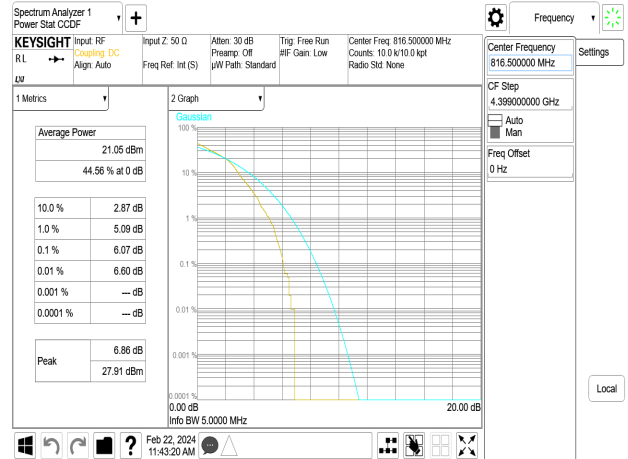 Spectrum Analyzer 1
Power Stat CCDF
Frequency
KEYSIGHT
Input: RF
Input Z: 50 Ω
Atten: 30 dB
Trig: Free Run
Center Freq: 816.500000 MHz
R L
Coupling: DC
Preamp: Off
#IF Gain: Low
Counts: 10.0 k/10.0 kpt
Align: Auto
Freq Ref: Int (S)
µW Path: Standard
Radio Std: None
LXI
Center Frequency
816.500000 MHz
Settings
CF Step
4.399000000 GHz
Auto
Man
Freq Offset
0 Hz
Local
1 Metrics
Average Power
21.05 dBm
44.56 % at 0 dB
10.0 % 2.87 dB
1.0 % 5.09 dB
0.1 % 6.07 dB
0.01 % 6.60 dB
0.001 % --- dB
0.0001 % --- dB
Peak
6.86 dB
27.91 dBm
2 Graph
Gaussian
100 %
10 %
1 %
0.1 %
0.01 %
0.001 %
0.0001 %
0.00 dB
20.00 dB
Info BW 5.0000 MHz
?
Feb 22, 2024
11:43:20 AM